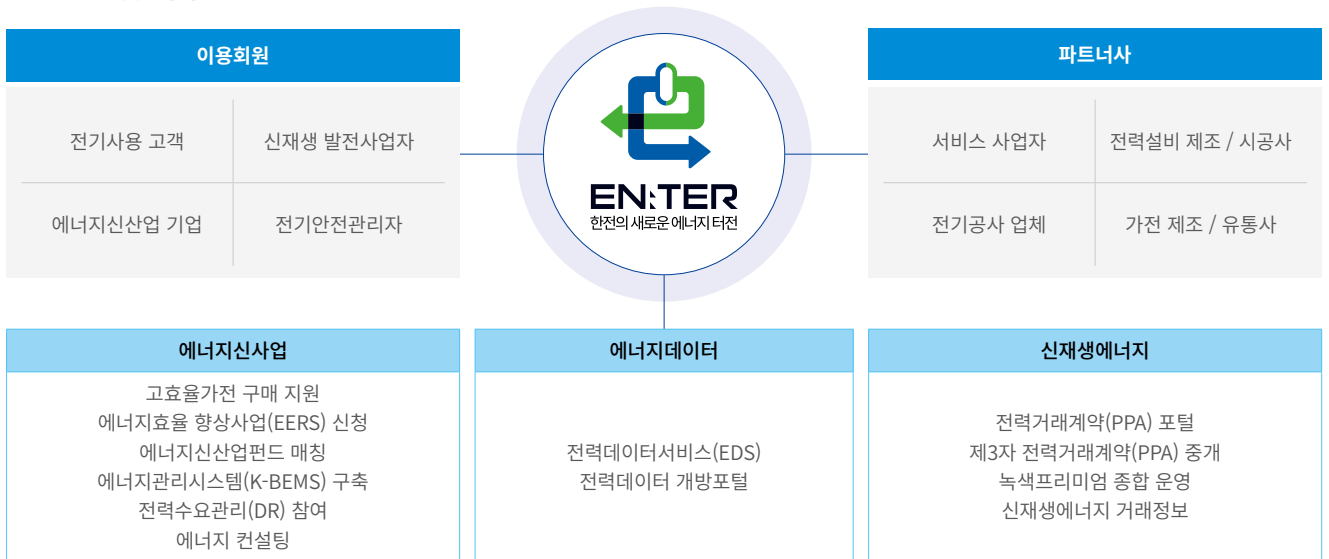 이용회원
전기사용 고객
신재생 발전사업자
에너지신산업 기업
전기안전관리자
EN:TER
한전의 새로운 에너지 터전
파트너사
서비스 사업자
전력설비 제조 / 시공사
전기공사 업체
가전 제조 / 유통사
에너지신사업
고효율가전 구매 지원
에너지효율 향상사업(EERS) 신청
에너지신산업펀드 매칭
에너지관리시스템(K-BEMS) 구축
전력수요관리(DR) 참여
에너지 컨설팅
에너지데이터
전력데이터서비스(EDS)
전력데이터 개방포털
신재생에너지
전력거래계약(PPA) 포털
제3자 전력거래계약(PPA) 중개
녹색프리미엄 종합 운영
신재생에너지 거래정보